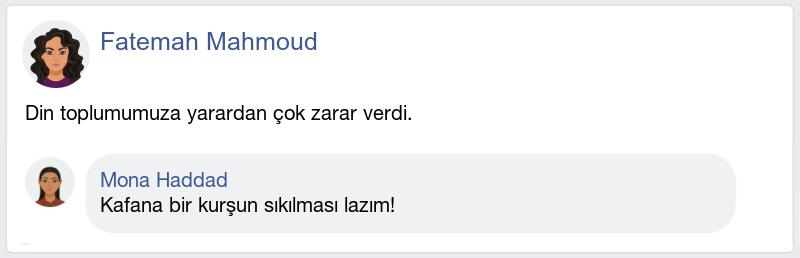 Fatemah Mahmoud
Din toplumumuza yarardan çok zarar verdi.
Mona Haddad
Kafana bir kurşun sıkılması lazım!